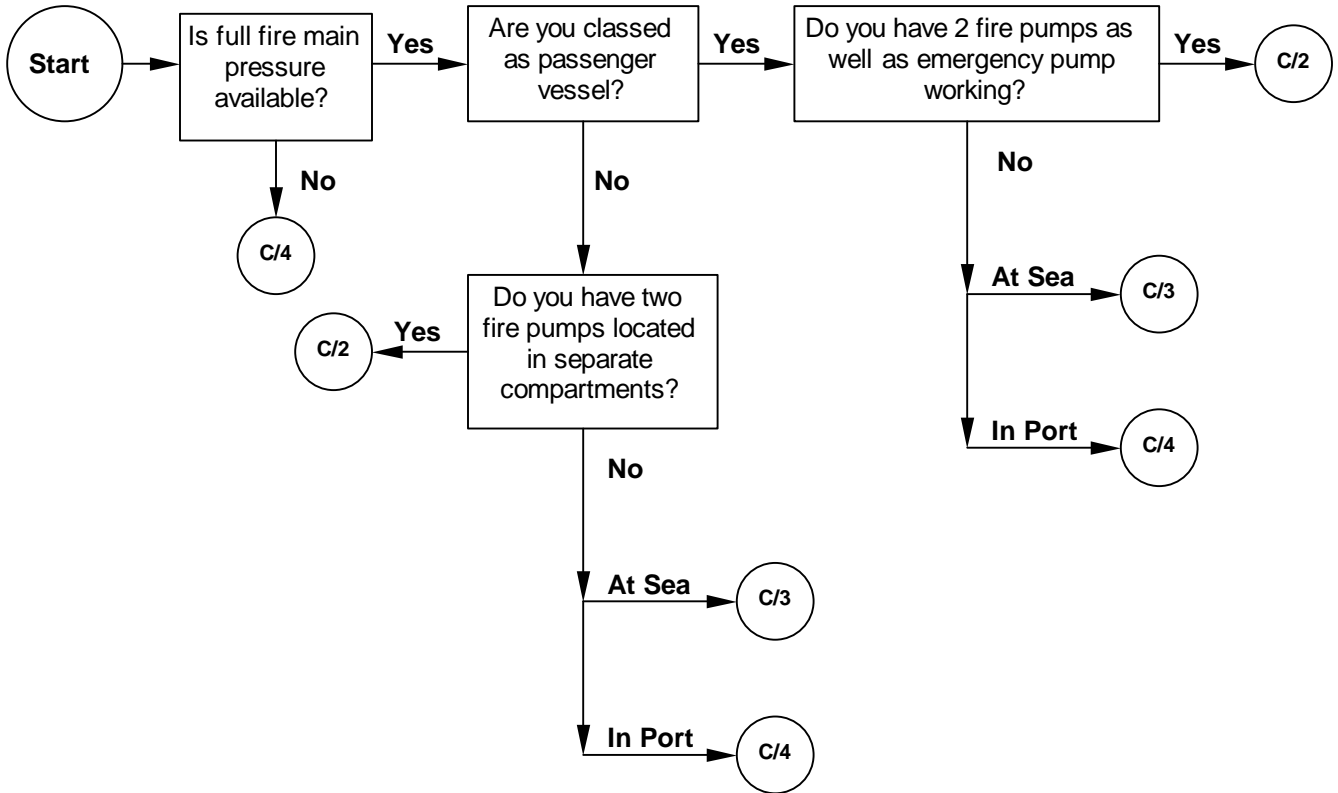 Start
Is full fire main
pressure
available?
Yes
Are you classed
as passenger
vessel?
Yes
Do you have 2 fire pumps as
well as emergency pump
working?
Yes
C/2
No
C/4
No
No
Do you have two
fire pumps located
in separate
compartments?
Yes
C/2
At Sea
C/3
In Port
C/4
No
At Sea
C/3
In Port
C/4